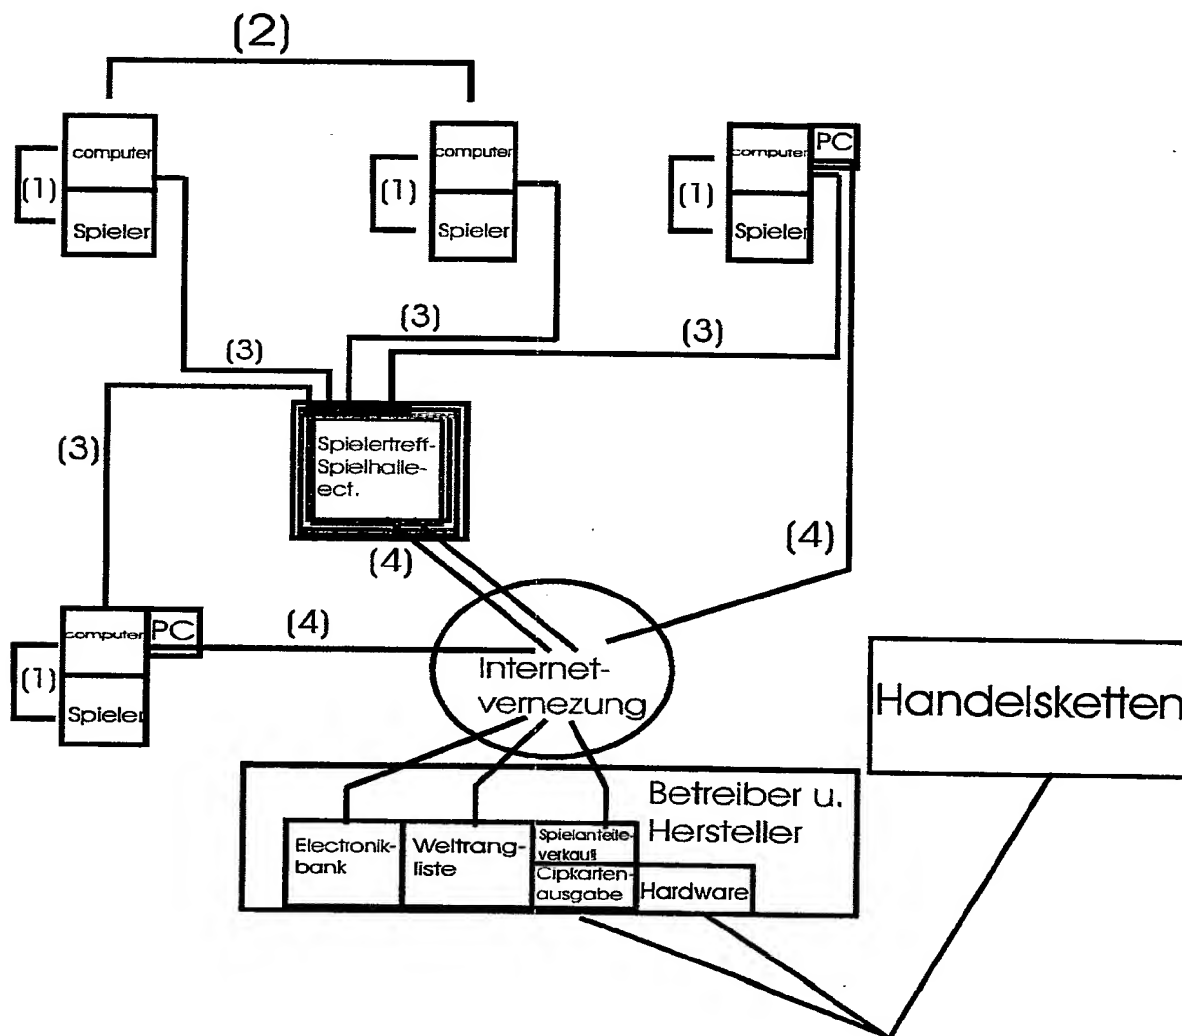 (2)
computer
Spieler
(1)
computer
Spieler
(1)
computer
PC
Spieler
(1)
(3)
(3)
(3)
(3)
Spielertreff-
Spielhalle-
ect.
(4)
(4)
computer
PC
Spieler
(1)
(4)
Internet-
vernezung
Handelsketten
Betreiber u.
Hersteller
Electronik-
bank
Weltrang-
liste
Spielanteile-
verkauf
Cipkarten-
ausgabe
Hardware